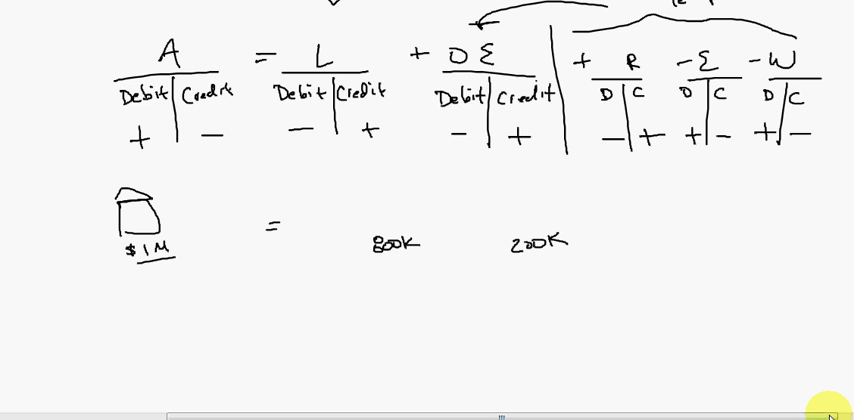 A = L + OE + R - E - W
Debit Credit Debit Credit Debit Credit D C D C D C
+ - - + - + - + + - + -
=
$1M 800K 200K